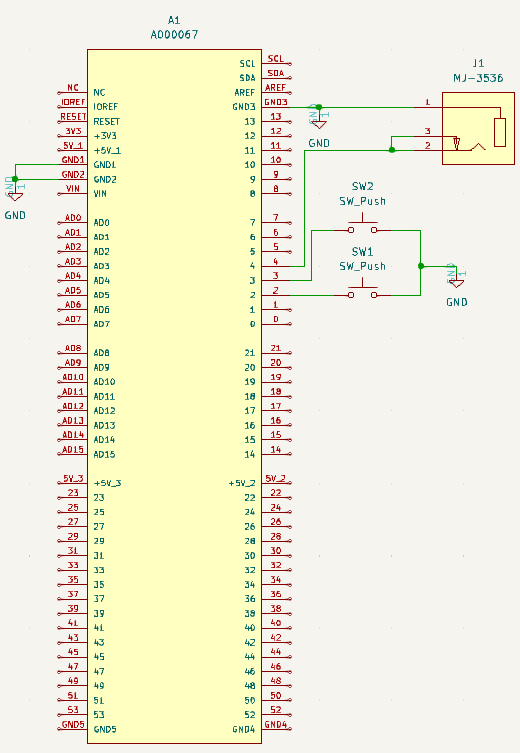 A1
A000067
SCL
SDA
NC NC AREF AREF
IOREF IOREF GND3 GND3
RESET RESET 13 13
3V3 +3V3 12 12
5V_1 +5V_1 11 11
GND1 GND1 10 10
GND2 GND2 9 9
VIN VIN 8 8
AD0 AD0 7 7
AD1 AD1 6 6
AD2 AD2 5 5
AD3 AD3 4 4
AD4 AD4 3 3
AD5 AD5 2 2
AD6 AD6 1 1
AD7 AD7 0 0
AD8 AD8 21 21
AD9 AD9 20 20
AD10 AD10 19 19
AD11 AD11 18 18
AD12 AD12 17 17
AD13 AD13 16 16
AD14 AD14 15 15
AD15 AD15 14 14
5V_3 +5V_3 +5V_2 5V_2
23 23 22 22
25 25 24 24
27 27 26 26
29 29 28 28
31 31 30 30
33 33 32 32
35 35 34 34
37 37 36 36
39 39 38 38
41 41 40 40
43 43 42 42
45 45 44 44
47 47 46 46
49 49 48 48
51 51 50 50
53 53 52 52
GND5 GND5 GND4 GND4
SCL
SDA
GND
1
GND
GND
1
GND
J1
MJ-3536
1
3
2
SW2
SW_Push
SW1
SW_Push
GND
1
GND